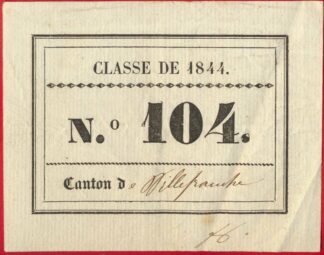 CLASSE DE 1844.
N.º 104.
Canton de Villefranche